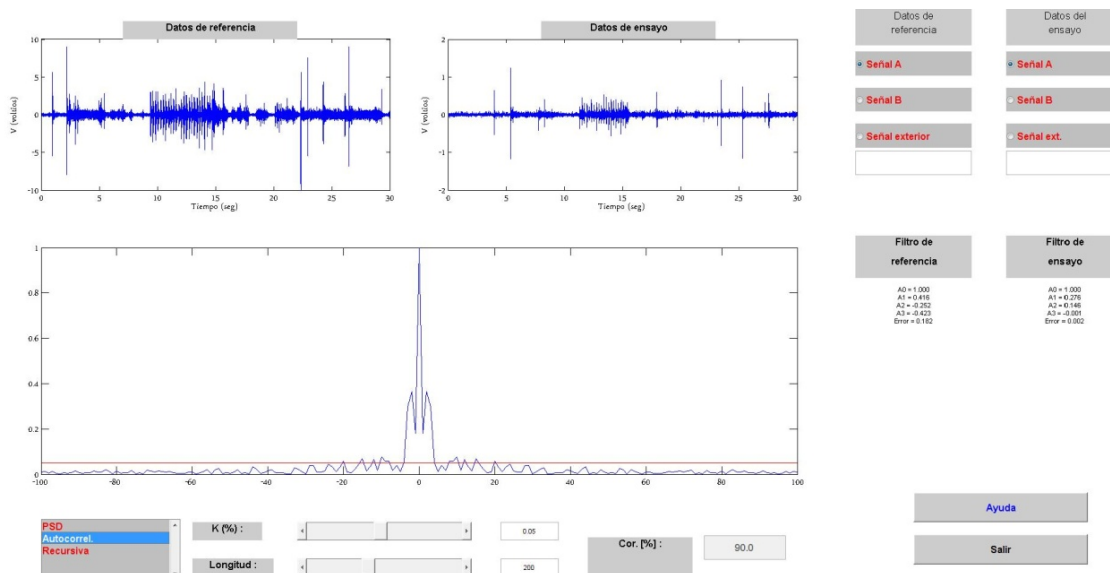 Datos de referencia
10
5
0
-5
-10
V (voltios)
0 5 10 15 20 25 30
Tiempo (seg)
Datos de ensayo
2
1
0
-1
-2
V (voltios)
0 5 10 15 20 25 30
Tiempo (seg)
Datos de
referencia
Señal A
Señal B
Señal exterior
Datos del
ensayo
Señal A
Señal B
Señal ext.
1
0.8
0.6
0.4
0.2
0
-100 -80 -60 -40 -20 0 20 40 60 80 100
Filtro de
referencia
A0 = 1.000
A1 = 0.416
A2 = -0.252
A3 = -0.423
Error = 0.182
Filtro de
ensayo
A0 = 1.000
A1 = 0.276
A2 = 0.146
A3 = -0.001
Error = 0.002
PSD
Autocorrel.
Recursiva
K (%) :
0.05
Longitud :
200
Cor. [%] :
90.0
Ayuda
Salir